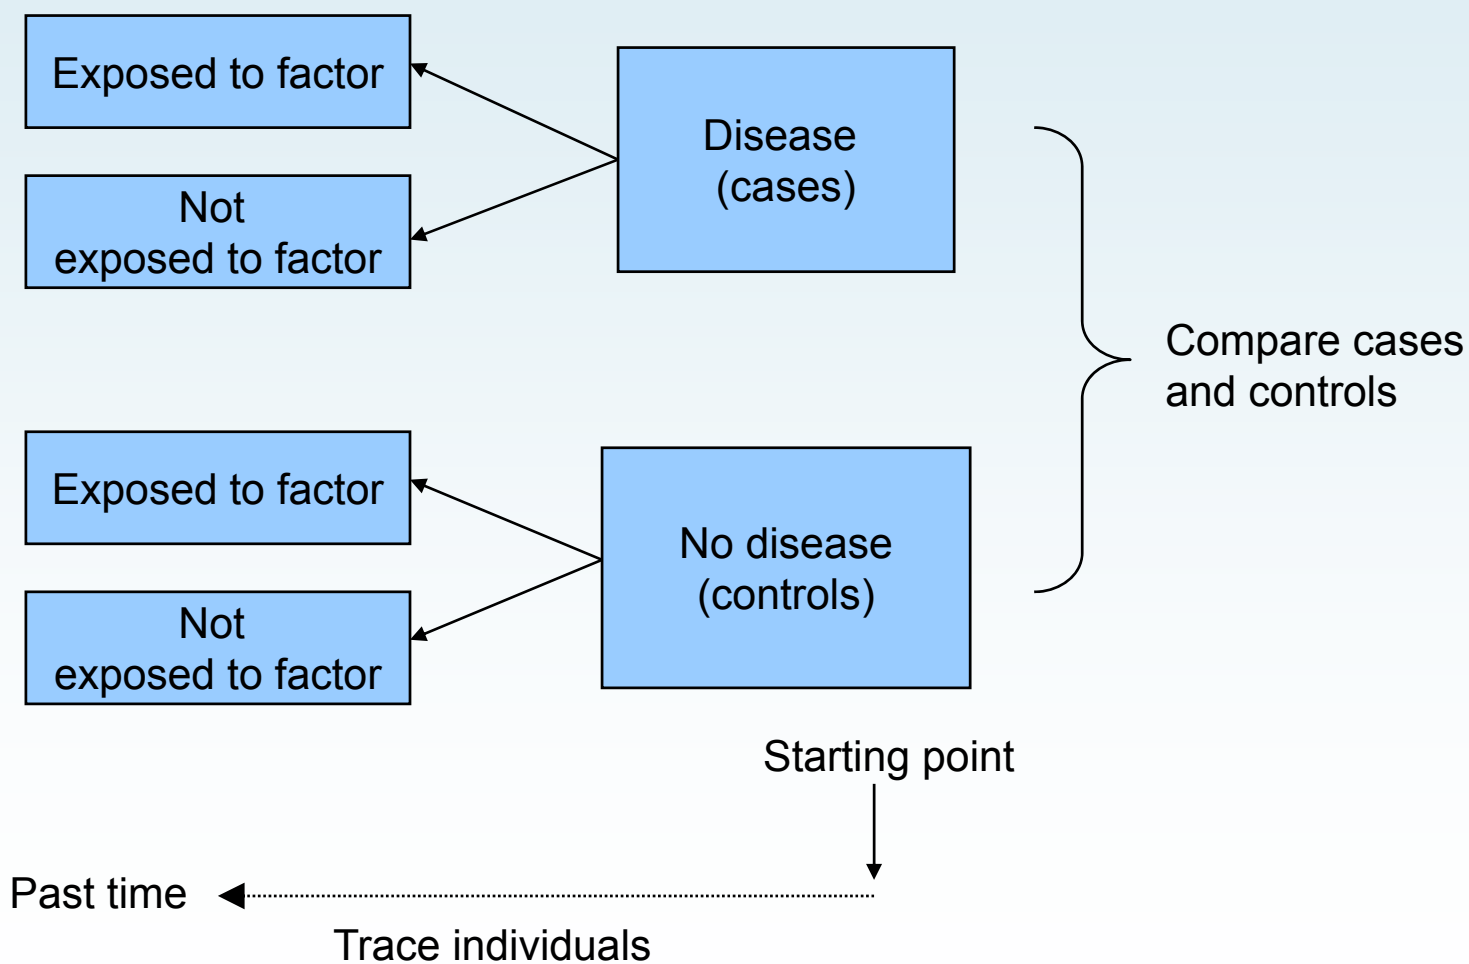 Exposed to factor
Not
exposed to factor
Disease
(cases)
Compare cases
and controls
Exposed to factor
Not
exposed to factor
No disease
(controls)
Starting point
Past time
Trace individuals